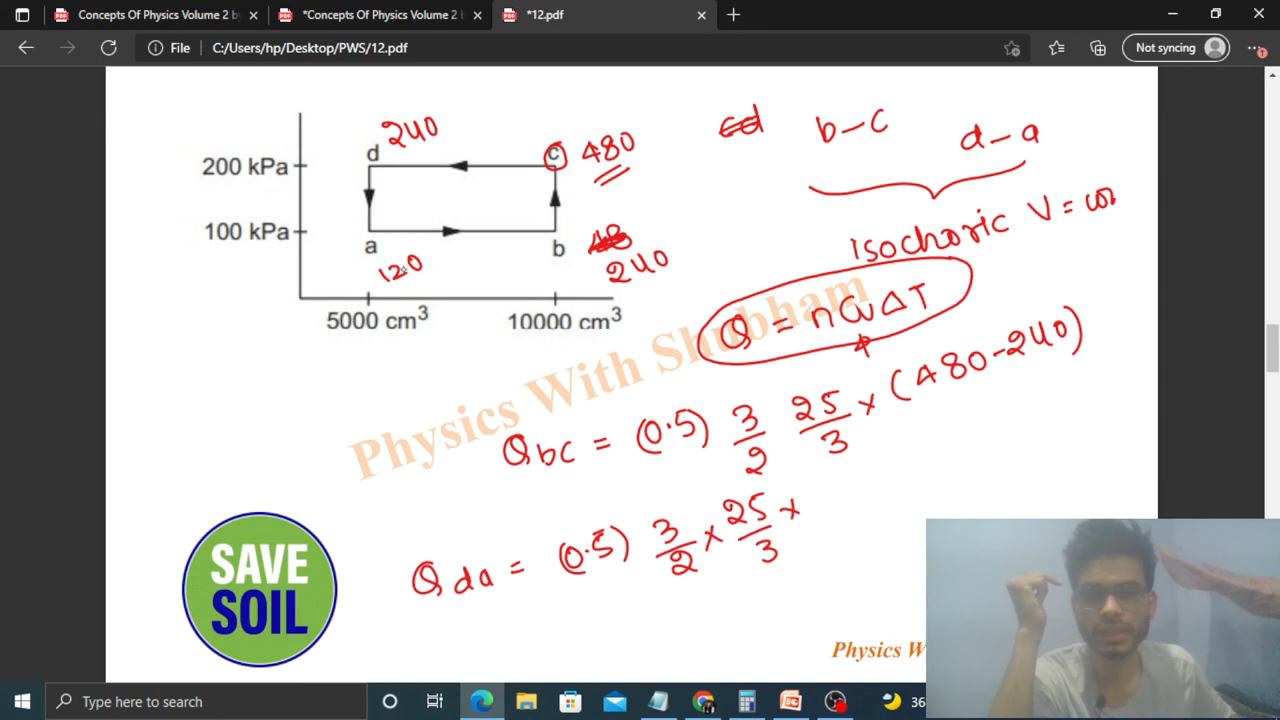 Concepts Of Physics Volume 2 b
*Concepts Of Physics Volume 2 b
*12.pdf
File
C:/Users/hp/Desktop/PWS/12.pdf
Not syncing
d 240
c 480
200 kPa
100 kPa
a
b
120
240
5000 cm³
10000 cm³
cd b-c d-a
isochoric V = con
Q = nCvΔT
Qbc = (0.5) 3/2 25/3 × (480-240)
Qda = (0.5) 3/2 × 25/3 ×
Physics With Shubham
SAVE
SOIL
Physics W
Type here to search
36